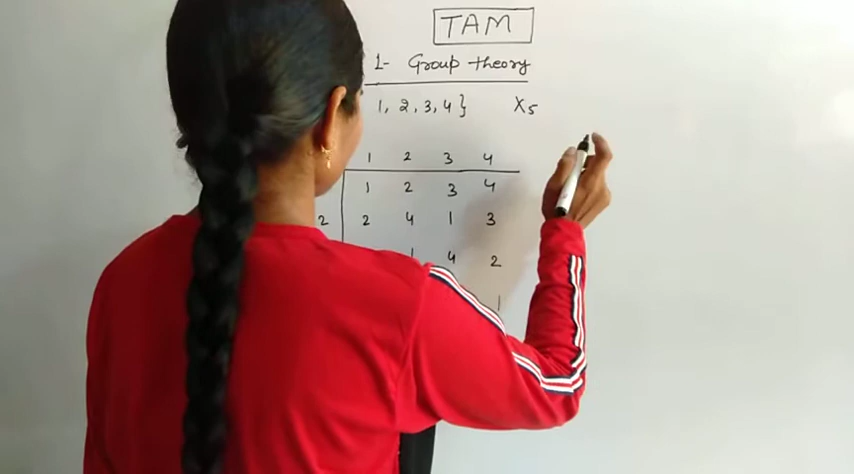 TAM
1- Group theory
1, 2, 3, 4} X5
1 2 3 4
1 2 3 4
2 2 4 1 3
1 4 2
1